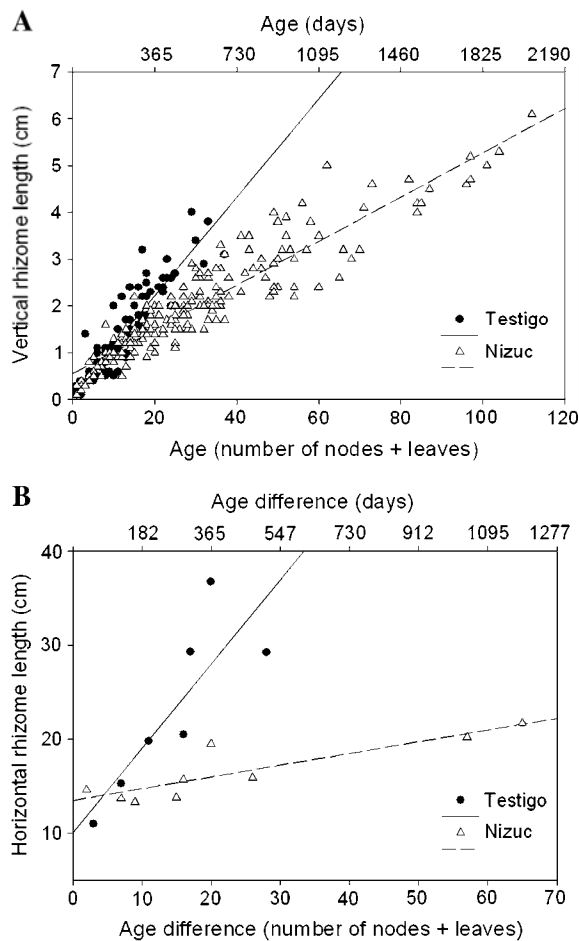 A
Age (days)
365 730 1095 1460 1825 2190
7
6
5
4
3
2
1
0
Vertical rhizome length (cm)
Testigo
Nizuc
0 20 40 60 80 100 120
Age (number of nodes + leaves)
B
Age difference (days)
182 365 547 730 912 1095 1277
40
30
20
10
Horizontal rhizome length (cm)
Testigo
Nizuc
0 10 20 30 40 50 60 70
Age difference (number of nodes + leaves)